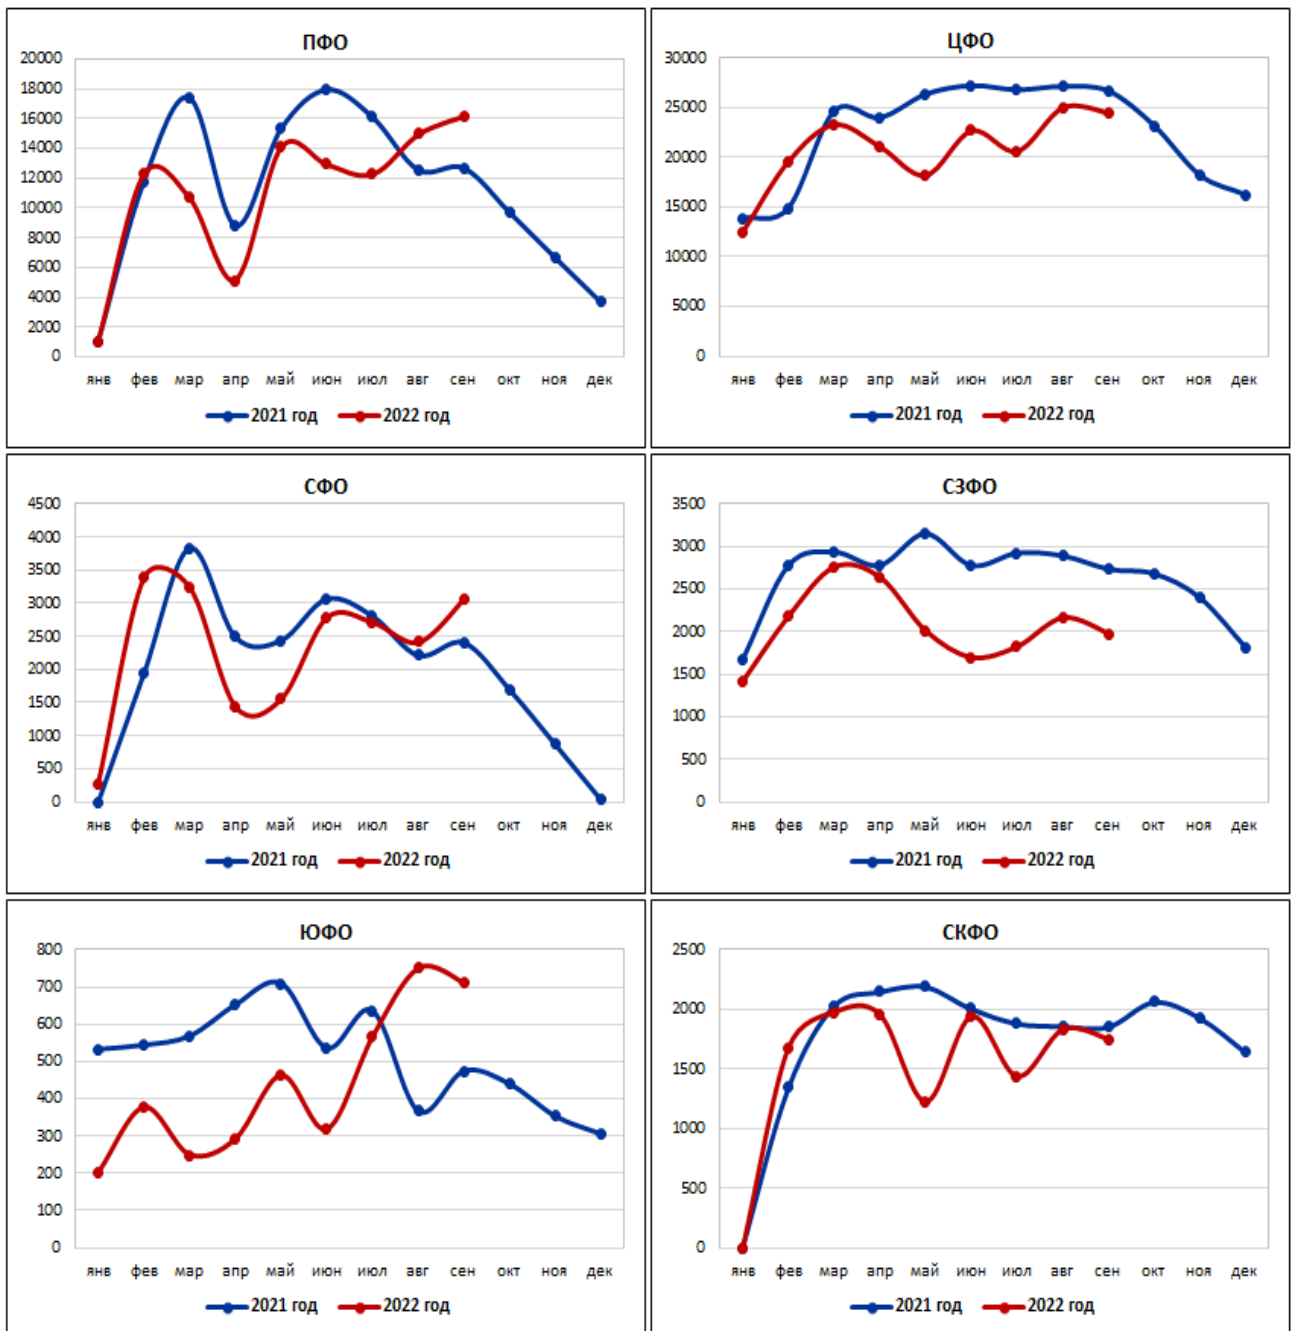 ПФО
20000
18000
16000
14000
12000
10000
8000
6000
4000
2000
0
янв фев мар апр май июн июл авг сен окт ноя дек
2021 год 2022 год
ЦФО
30000
25000
20000
15000
10000
5000
0
янв фев мар апр май июн июл авг сен окт ноя дек
2021 год 2022 год
СФО
4500
4000
3500
3000
2500
2000
1500
1000
500
0
янв фев мар апр май июн июл авг сен окт ноя дек
2021 год 2022 год
СЗФО
3500
3000
2500
2000
1500
1000
500
0
янв фев мар апр май июн июл авг сен окт ноя дек
2021 год 2022 год
ЮФО
800
700
600
500
400
300
200
100
0
янв фев мар апр май июн июл авг сен окт ноя дек
2021 год 2022 год
СКФО
2500
2000
1500
1000
500
0
янв фев мар апр май июн июл авг сен окт ноя дек
2021 год 2022 год